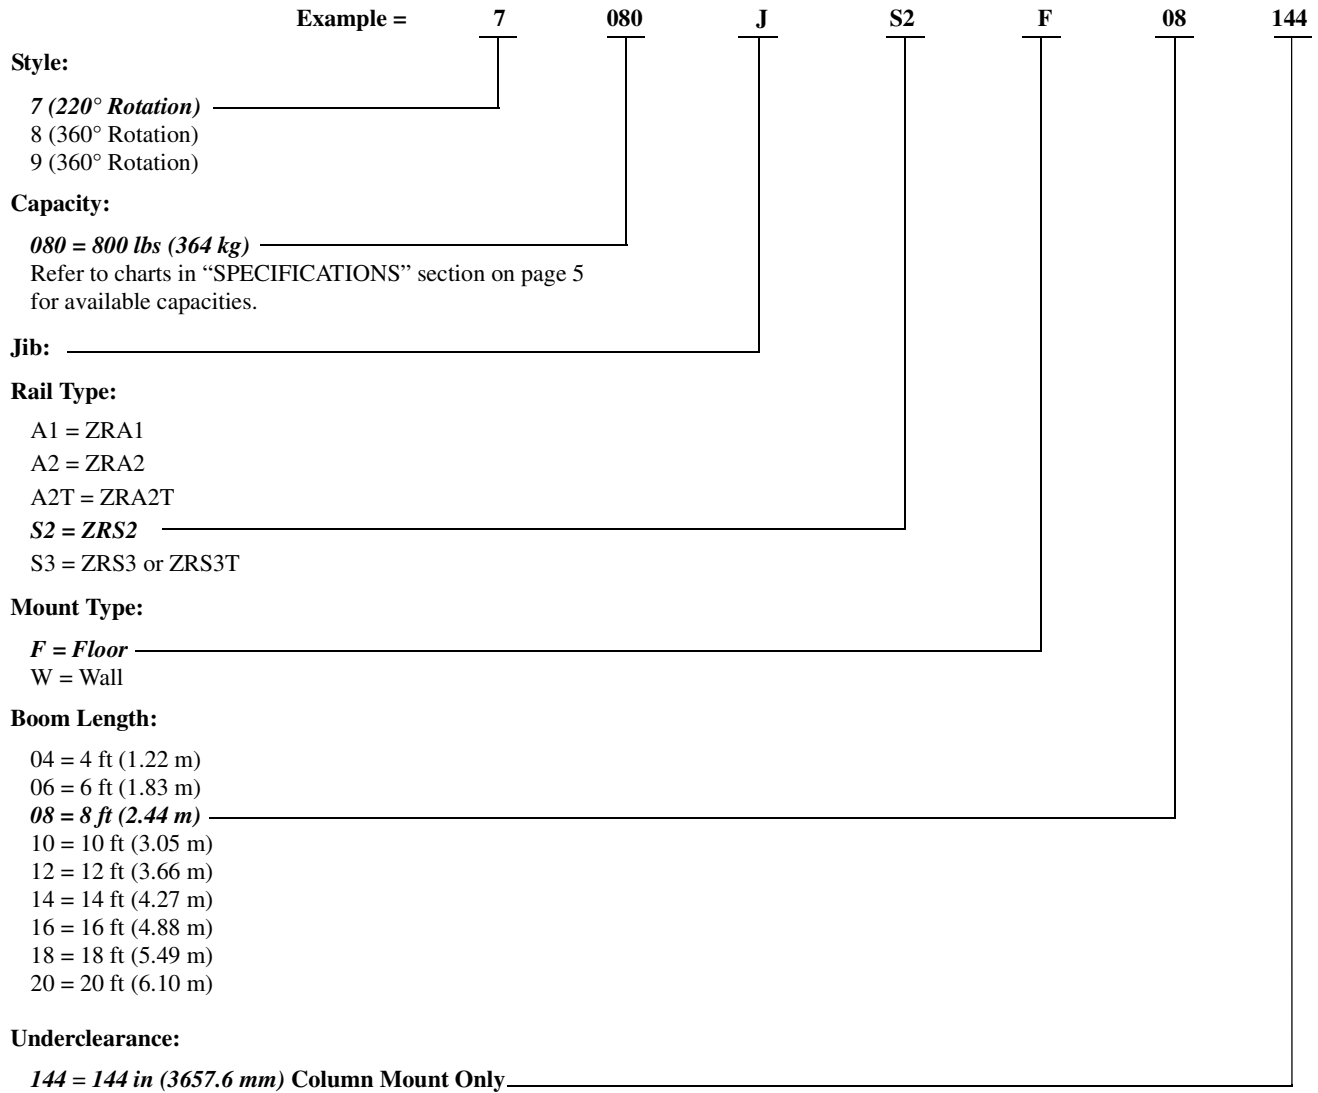 Example = 7 080 J S2 F 08 144
Style:
7 (220° Rotation)
8 (360° Rotation)
9 (360° Rotation)
Capacity:
080 = 800 lbs (364 kg)
Refer to charts in “SPECIFICATIONS” section on page 5
for available capacities.
Jib:
Rail Type:
A1 = ZRA1
A2 = ZRA2
A2T = ZRA2T
S2 = ZRS2
S3 = ZRS3 or ZRS3T
Mount Type:
F = Floor
W = Wall
Boom Length:
04 = 4 ft (1.22 m)
06 = 6 ft (1.83 m)
08 = 8 ft (2.44 m)
10 = 10 ft (3.05 m)
12 = 12 ft (3.66 m)
14 = 14 ft (4.27 m)
16 = 16 ft (4.88 m)
18 = 18 ft (5.49 m)
20 = 20 ft (6.10 m)
Underclearance:
144 = 144 in (3657.6 mm) Column Mount Only